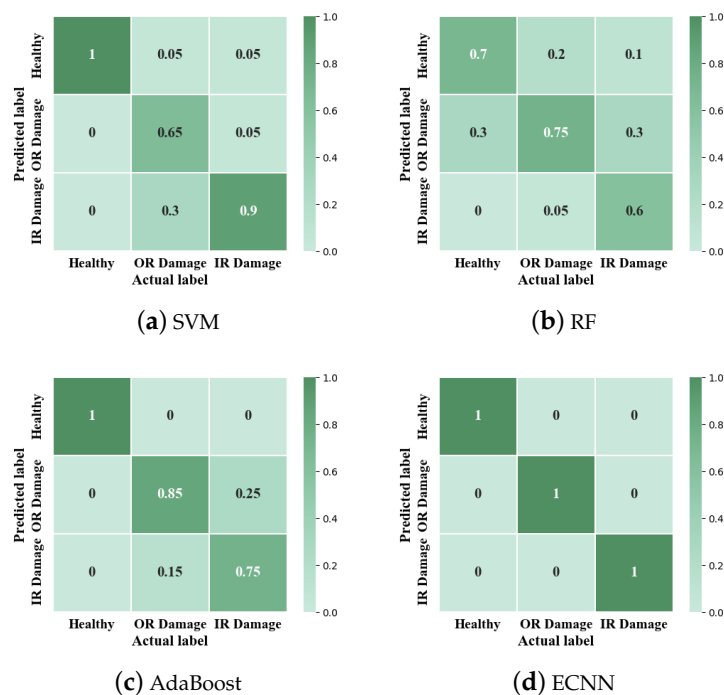 Predicted label
Healthy
OR Damage
IR Damage
1 0.05 0.05
0 0.65 0.05
0 0.3 0.9
Healthy OR Damage IR Damage
Actual label
1.0
0.8
0.6
0.4
0.2
0.0
(a) SVM
Predicted label
Healthy
OR Damage
IR Damage
0.7 0.2 0.1
0.3 0.75 0.3
0 0.05 0.6
Healthy OR Damage IR Damage
Actual label
1.0
0.8
0.6
0.4
0.2
0.0
(b) RF
Predicted label
Healthy
OR Damage
IR Damage
1 0 0
0 0.85 0.25
0 0.15 0.75
Healthy OR Damage IR Damage
Actual label
1.0
0.8
0.6
0.4
0.2
0.0
(c) AdaBoost
Predicted label
Healthy
OR Damage
IR Damage
1 0 0
0 1 0
0 0 1
Healthy OR Damage IR Damage
Actual label
1.0
0.8
0.6
0.4
0.2
0.0
(d) ECNN